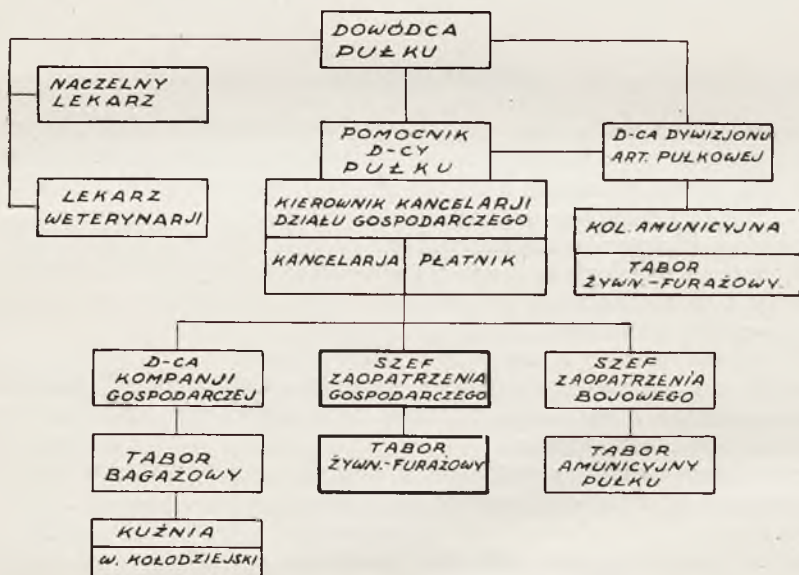 DOWÓDCA
PUŁKU
NACZELNY
LEKARZ
LEKARZ
WETERYNARJI
POMOCNIK
D-CY
PUŁKU
D-CA DYWIZJONU
ART. PUŁKOWEJ
KIEROWNIK KANCELARJI
DZIAŁU GOSPODARCZEGO
KANCELARJA
PŁATNIK
KOL. AMUNICYJNA
TABOR
ŻYWN.-FURAŻOWY.
D-CA
KOMPANJI
GOSPODARCZEJ
SZEF
ZAOPATRZENIA
GOSPODARCZEGO
SZEF
ZAOPATRZENIA
BOJOWEGO
TABOR
BAGAŻOWY
TABOR
ŻYWN.-FURAŻOWY
TABOR
AMUNICYJNY
PUŁKU
KUŹNIA
W. KOŁODZIEJSKI